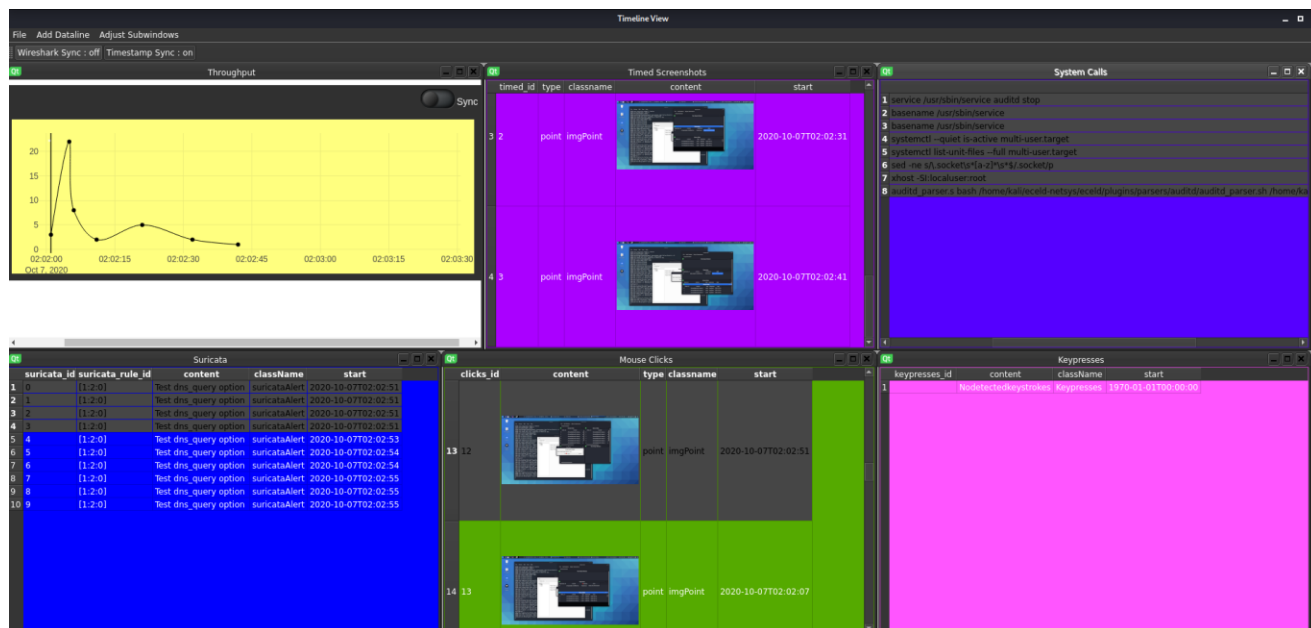 Timeline View
File Add Dataline Adjust Subwindows
Wireshark Sync : off Timestamp Sync : on
Qt Throughput
Sync
20
15
10
5
0
02:02:00 02:02:15 02:02:30 02:02:45 02:03:00 02:03:15 02:03:30
Oct 7, 2020
Qt Timed Screenshots
timed_id type classname content start
3 2 point imgPoint 2020-10-07T02:02:31
4 3 point imgPoint 2020-10-07T02:02:41
Qt System Calls
1 service /usr/sbin/service auditd stop
2 basename /usr/sbin/service
3 basename /usr/sbin/service
4 systemctl --quiet is-active multi-user.target
5 systemctl list-unit-files --full multi-user.target
6 sed -ne s/\.socket\s*[a-z]*\s*$/.socket/p
7 xhost -SI:localuser:root
8 auditd_parser.s bash /home/kali/eceld-netsys/eceld/plugins/parsers/auditd/auditd_parser.sh /home/ka
Qt Suricata
suricata_id suricata_rule_id content className start
1 0 [1:2:0] Test dns_query option suricataAlert 2020-10-07T02:02:51
2 1 [1:2:0] Test dns_query option suricataAlert 2020-10-07T02:02:51
3 2 [1:2:0] Test dns_query option suricataAlert 2020-10-07T02:02:51
4 3 [1:2:0] Test dns_query option suricataAlert 2020-10-07T02:02:51
5 4 [1:2:0] Test dns_query option suricataAlert 2020-10-07T02:02:53
6 5 [1:2:0] Test dns_query option suricataAlert 2020-10-07T02:02:54
7 6 [1:2:0] Test dns_query option suricataAlert 2020-10-07T02:02:54
8 7 [1:2:0] Test dns_query option suricataAlert 2020-10-07T02:02:55
9 8 [1:2:0] Test dns_query option suricataAlert 2020-10-07T02:02:55
10 9 [1:2:0] Test dns_query option suricataAlert 2020-10-07T02:02:55
Qt Mouse Clicks
clicks_id content type classname start
13 12 point imgPoint 2020-10-07T02:02:51
14 13 point imgPoint 2020-10-07T02:02:07
Qt Keypresses
keypresses_id content className start
1 Nodetectedkeystrokes Keypresses 1970-01-01T00:00:00